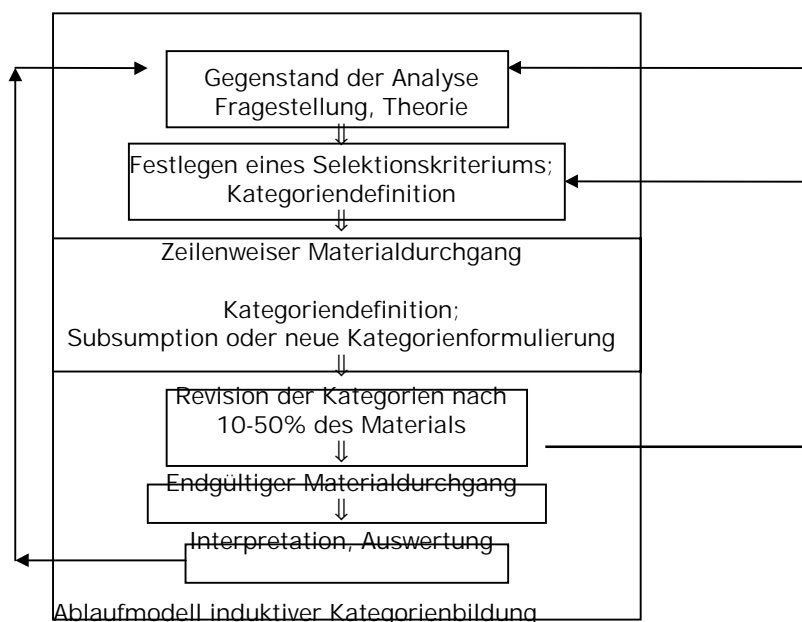 Gegenstand der Analyse
Fragestellung, Theorie
⇓
Festlegen eines Selektionskriteriums;
Kategoriendefinition
⇓
Zeilenweiser Materialdurchgang
Kategoriendefinition;
Subsumption oder neue Kategorienformulierung
⇓
Revision der Kategorien nach
10-50% des Materials
⇓
Endgültiger Materialdurchgang
⇓
Interpretation, Auswertung
Ablaufmodell induktiver Kategorienbildung